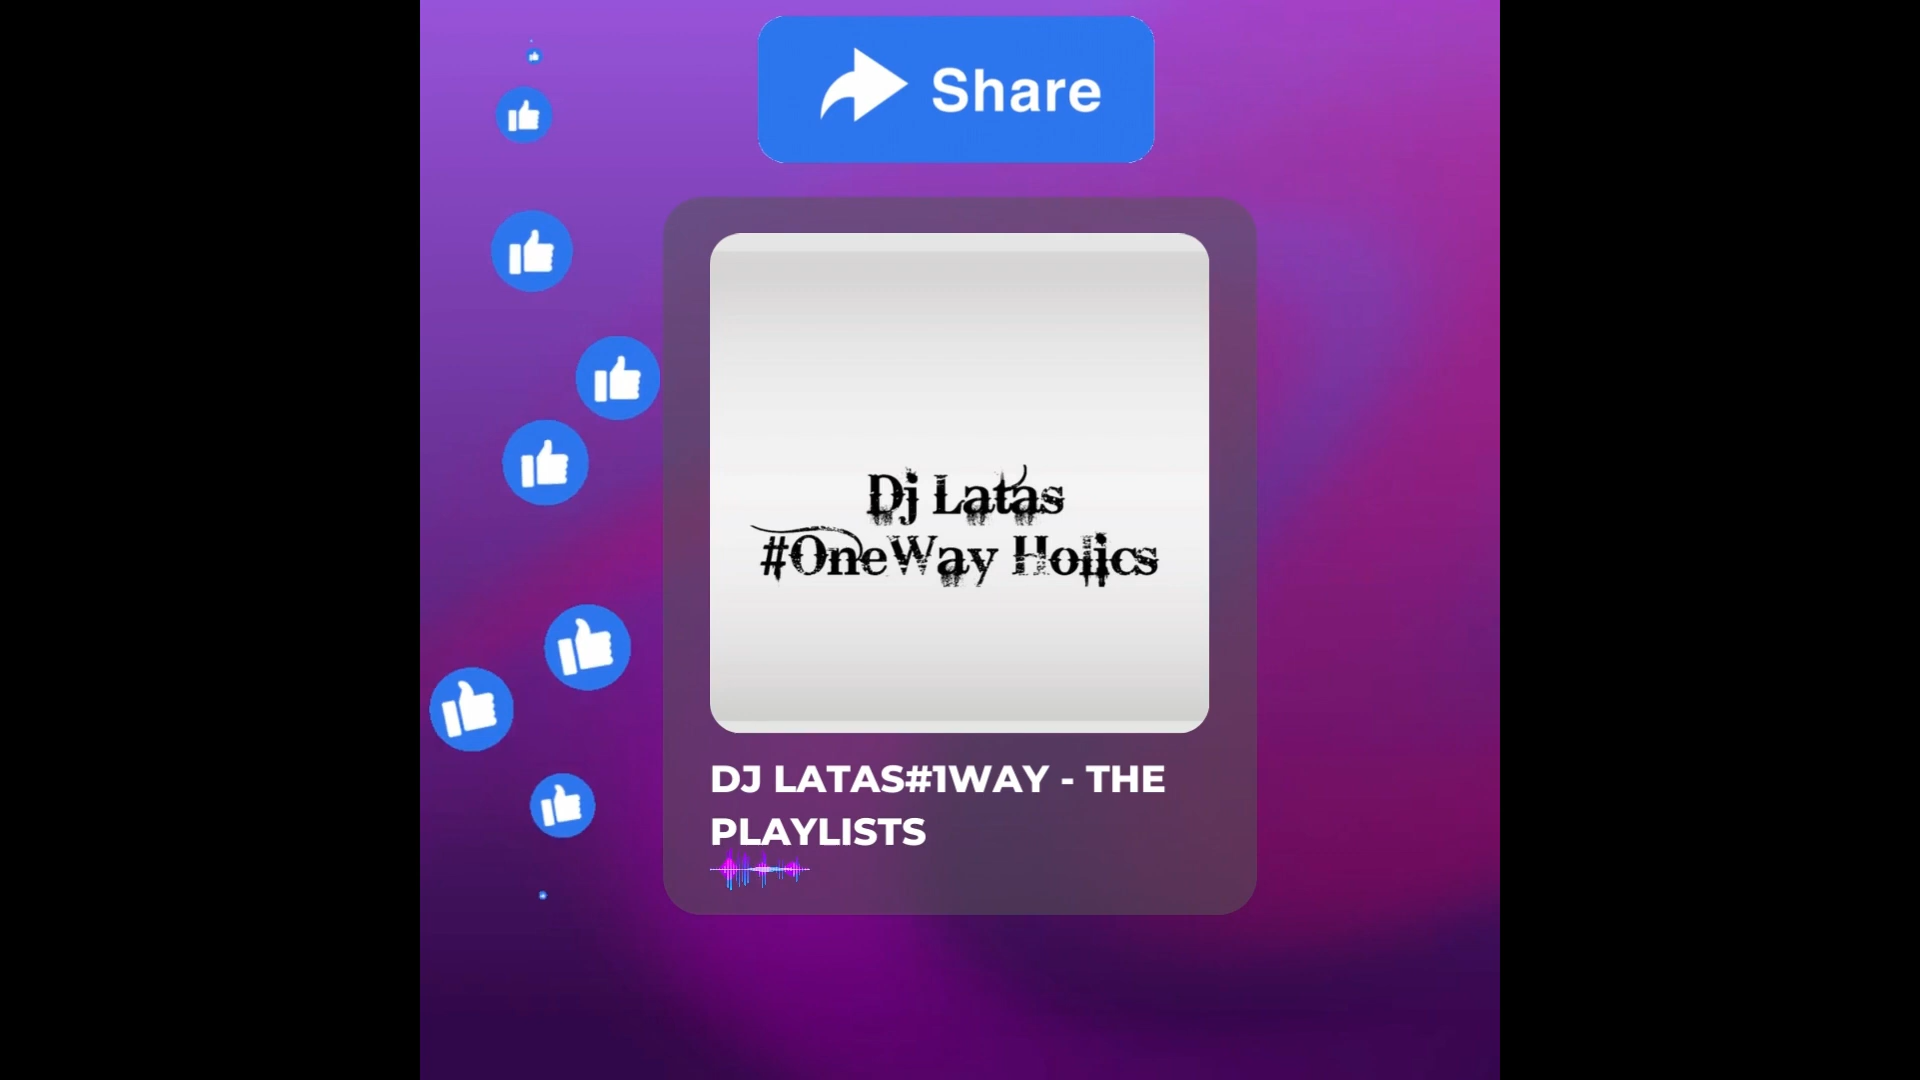 Share
Dj Latas
#OneWay Holics
DJ LATAS#1WAY - THE
PLAYLISTS